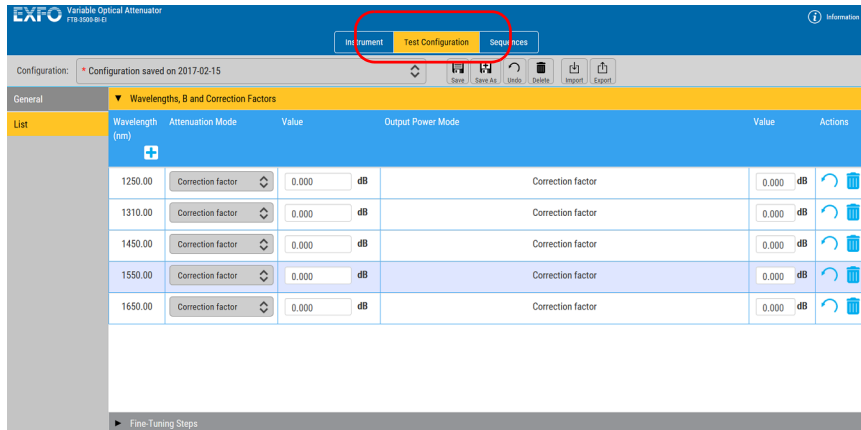 EXFO Variable Optical Attenuator
FTB-3500-BI-EI
i Information
Instrument Test Configuration Sequences
Configuration: * Configuration saved on 2017-02-15
Save Save As Undo Delete Import Export
General
List
▼ Wavelengths, B and Correction Factors
Wavelength (nm) Attenuation Mode Value Output Power Mode Value Actions
1250.00 Correction factor 0.000 dB Correction factor 0.000 dB
1310.00 Correction factor 0.000 dB Correction factor 0.000 dB
1450.00 Correction factor 0.000 dB Correction factor 0.000 dB
1550.00 Correction factor 0.000 dB Correction factor 0.000 dB
1650.00 Correction factor 0.000 dB Correction factor 0.000 dB
► Fine-Tuning Steps